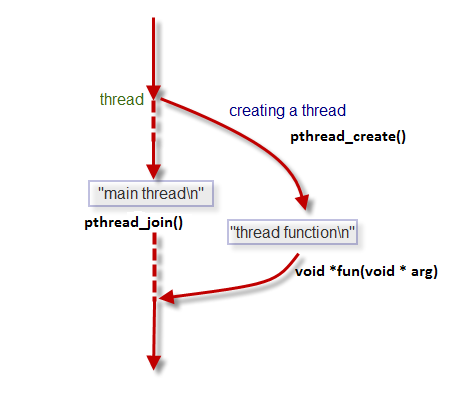 thread
creating a thread
pthread_create()
"main thread\n"
pthread_join()
"thread function\n"
void *fun(void * arg)